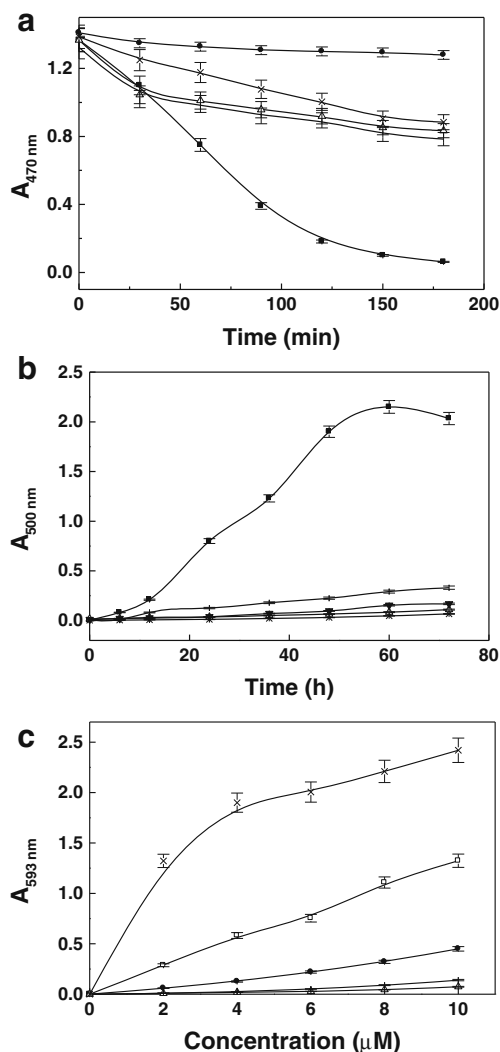 a
1.2
0.8
0.4
0.0
A470 nm
0 50 100 150 200
Time (min)
b
2.5
2.0
1.5
1.0
0.5
0.0
A500 nm
0 20 40 60 80
Time (h)
c
2.5
2.0
1.5
1.0
0.5
0.0
A593 nm
0 2 4 6 8 10
Concentration (μM)